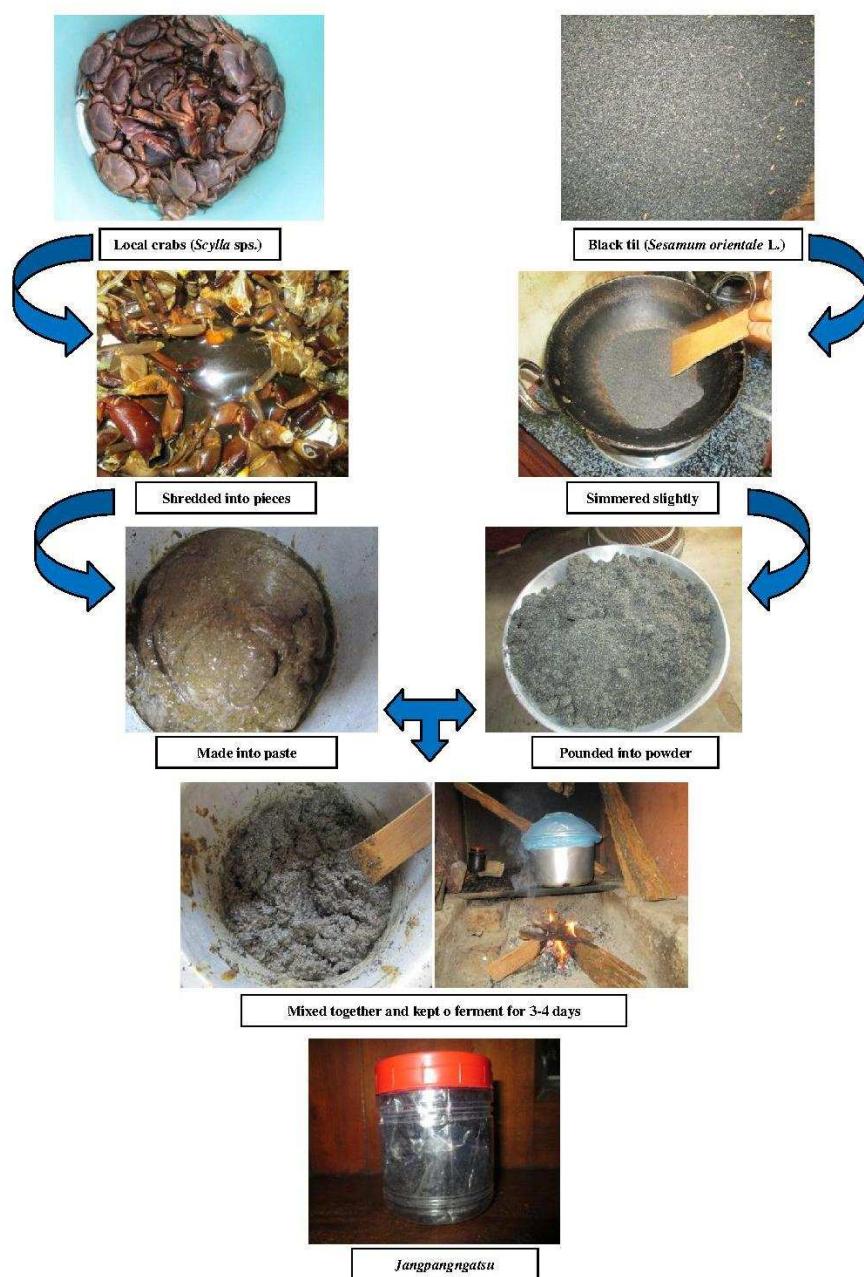 Local crabs (Scylla sps.)
Black til (Sesamum orientale L.)
Shredded into pieces
Simmered slightly
Made into paste
Pounded into powder
Mixed together and kept o ferment for 3-4 days
Jangpangngatsu